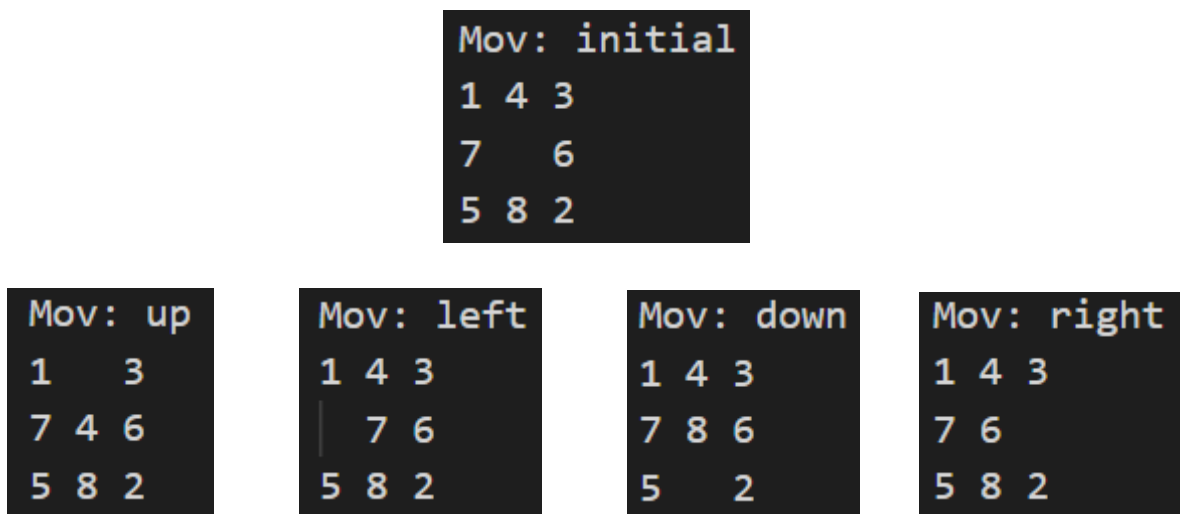 Mov: initial
1 4 3
7   6
5 8 2
Mov: up
1   3
7 4 6
5 8 2
Mov: left
1 4 3
  7 6
5 8 2
Mov: down
1 4 3
7 8 6
5   2
Mov: right
1 4 3
7 6
5 8 2